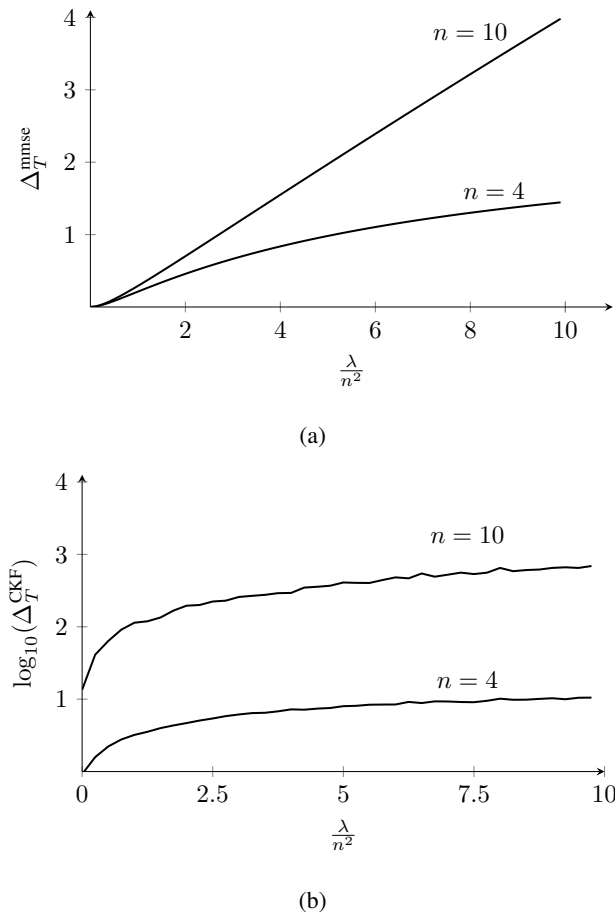 4
3
2
1
Δ_T^mmse
n = 10
n = 4
2 4 6 8 10
λ/n²
(a)
4
3
2
1
log₁₀(Δ_T^CKF)
n = 10
n = 4
0 2.5 5 7.5 10
λ/n²
(b)